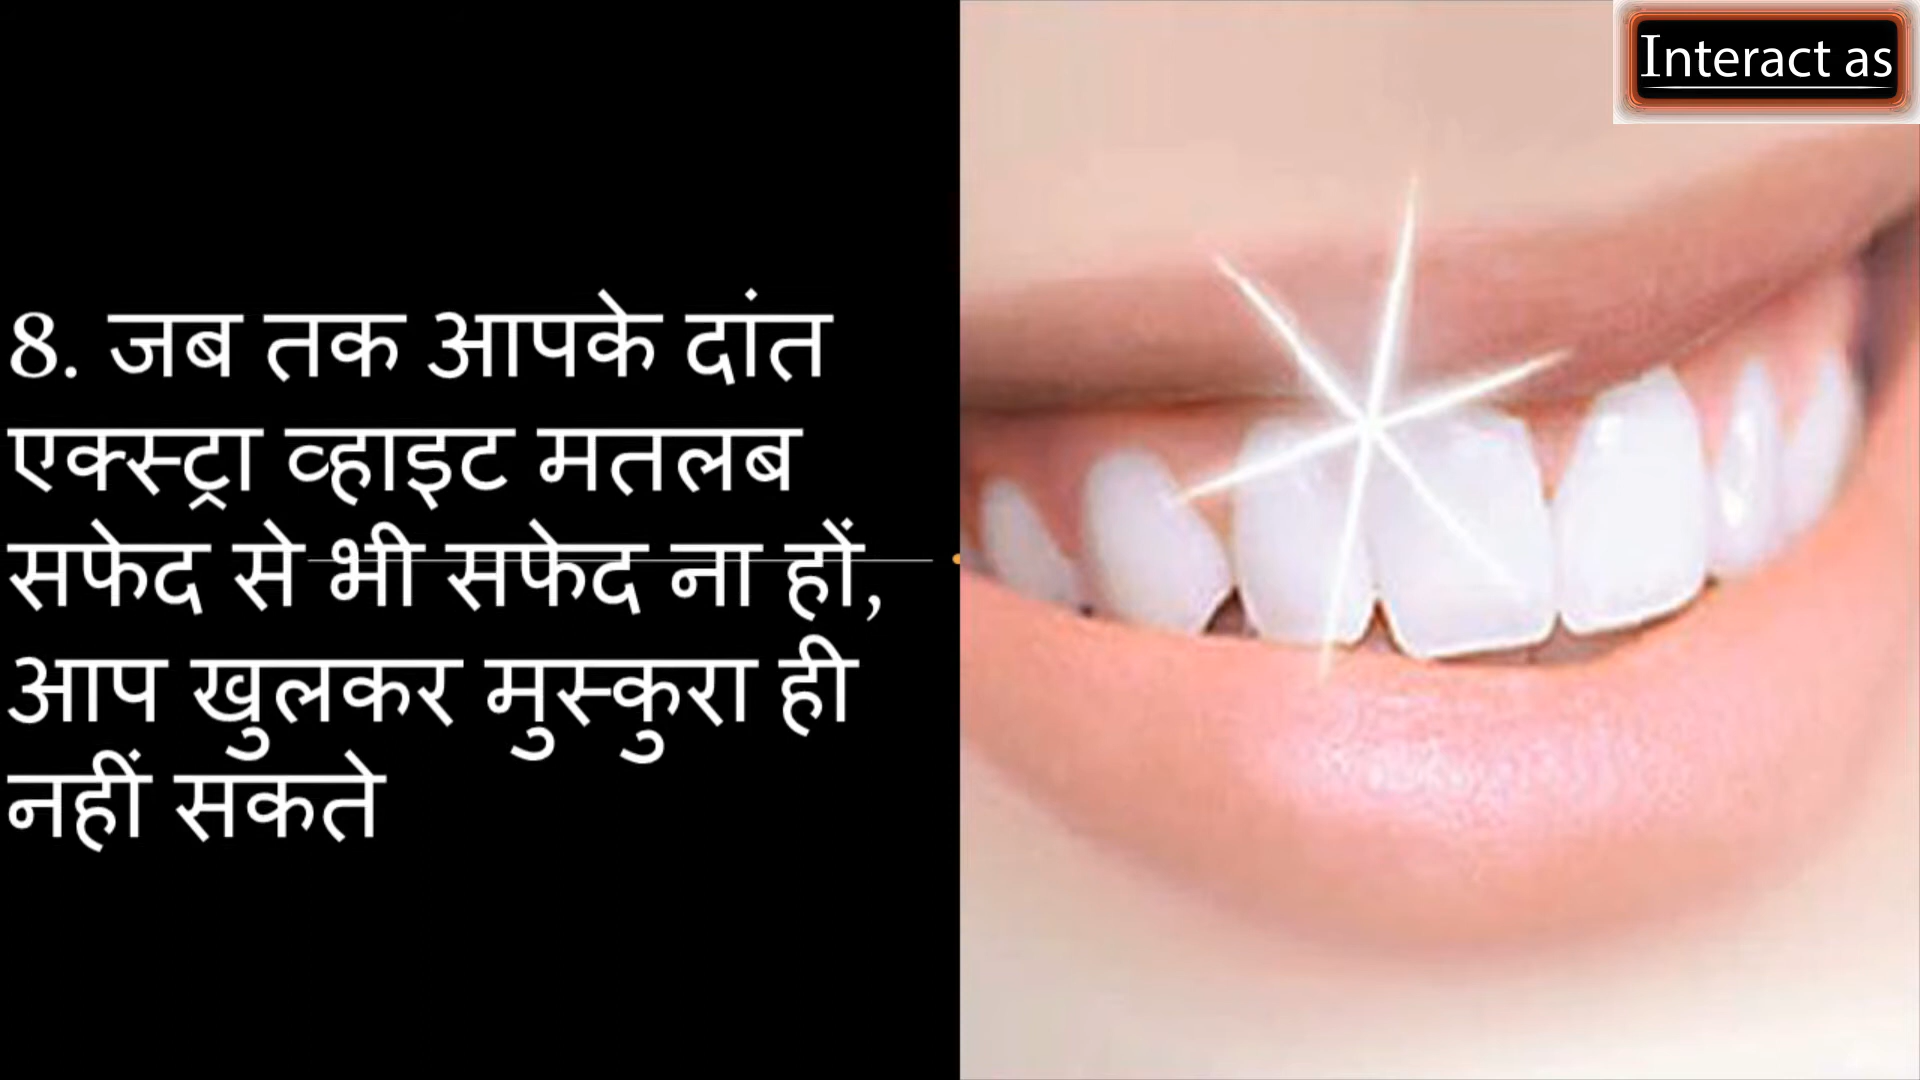 Interact as
8. जब तक आपके दांत
एक्स्ट्रा व्हाइट मतलब
सफेद से भी सफेद ना हों,
आप खुलकर मुस्कुरा ही
नहीं सकते